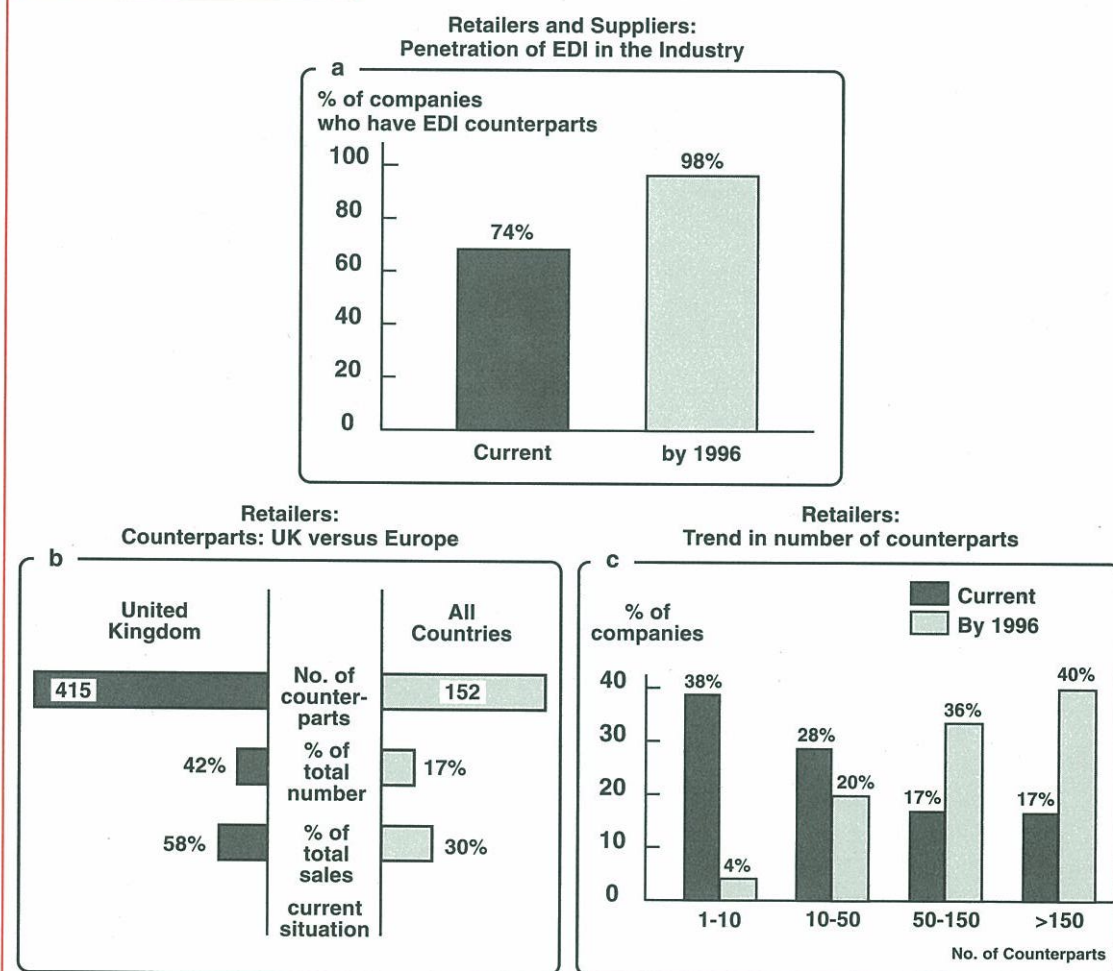 Retailers and Suppliers:
Penetration of EDI in the Industry
a
% of companies
who have EDI counterparts
100
80
60
40
20
0
74%
98%
Current
by 1996
Retailers:
Counterparts: UK versus Europe
b
United
Kingdom
All
Countries
415
No. of
counter-
parts
152
42%
% of
total
number
17%
58%
% of
total
sales
30%
current
situation
Retailers:
Trend in number of counterparts
c
Current
By 1996
% of
companies
40
30
20
10
0
38%
4%
28%
20%
17%
36%
17%
40%
1-10
10-50
50-150
>150
No. of Counterparts